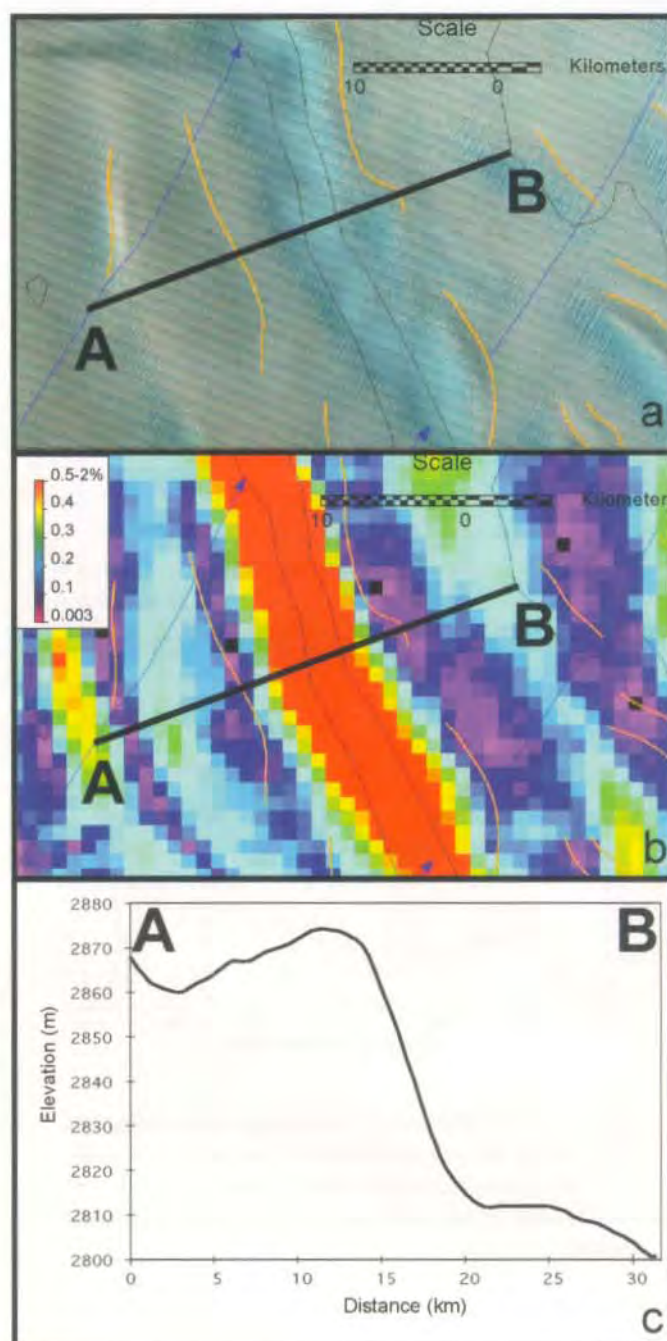 Scale
Kilometers
10 0
A
B
a
0.5-2%
0.4
0.3
0.2
0.1
0.003
Scale
Kilometer
10 0
A
B
b
A
B
2880
2870
2860
2850
2840
2830
2820
2810
2800
Elevation (m)
0 5 10 15 20 25 30
Distance (km)
c